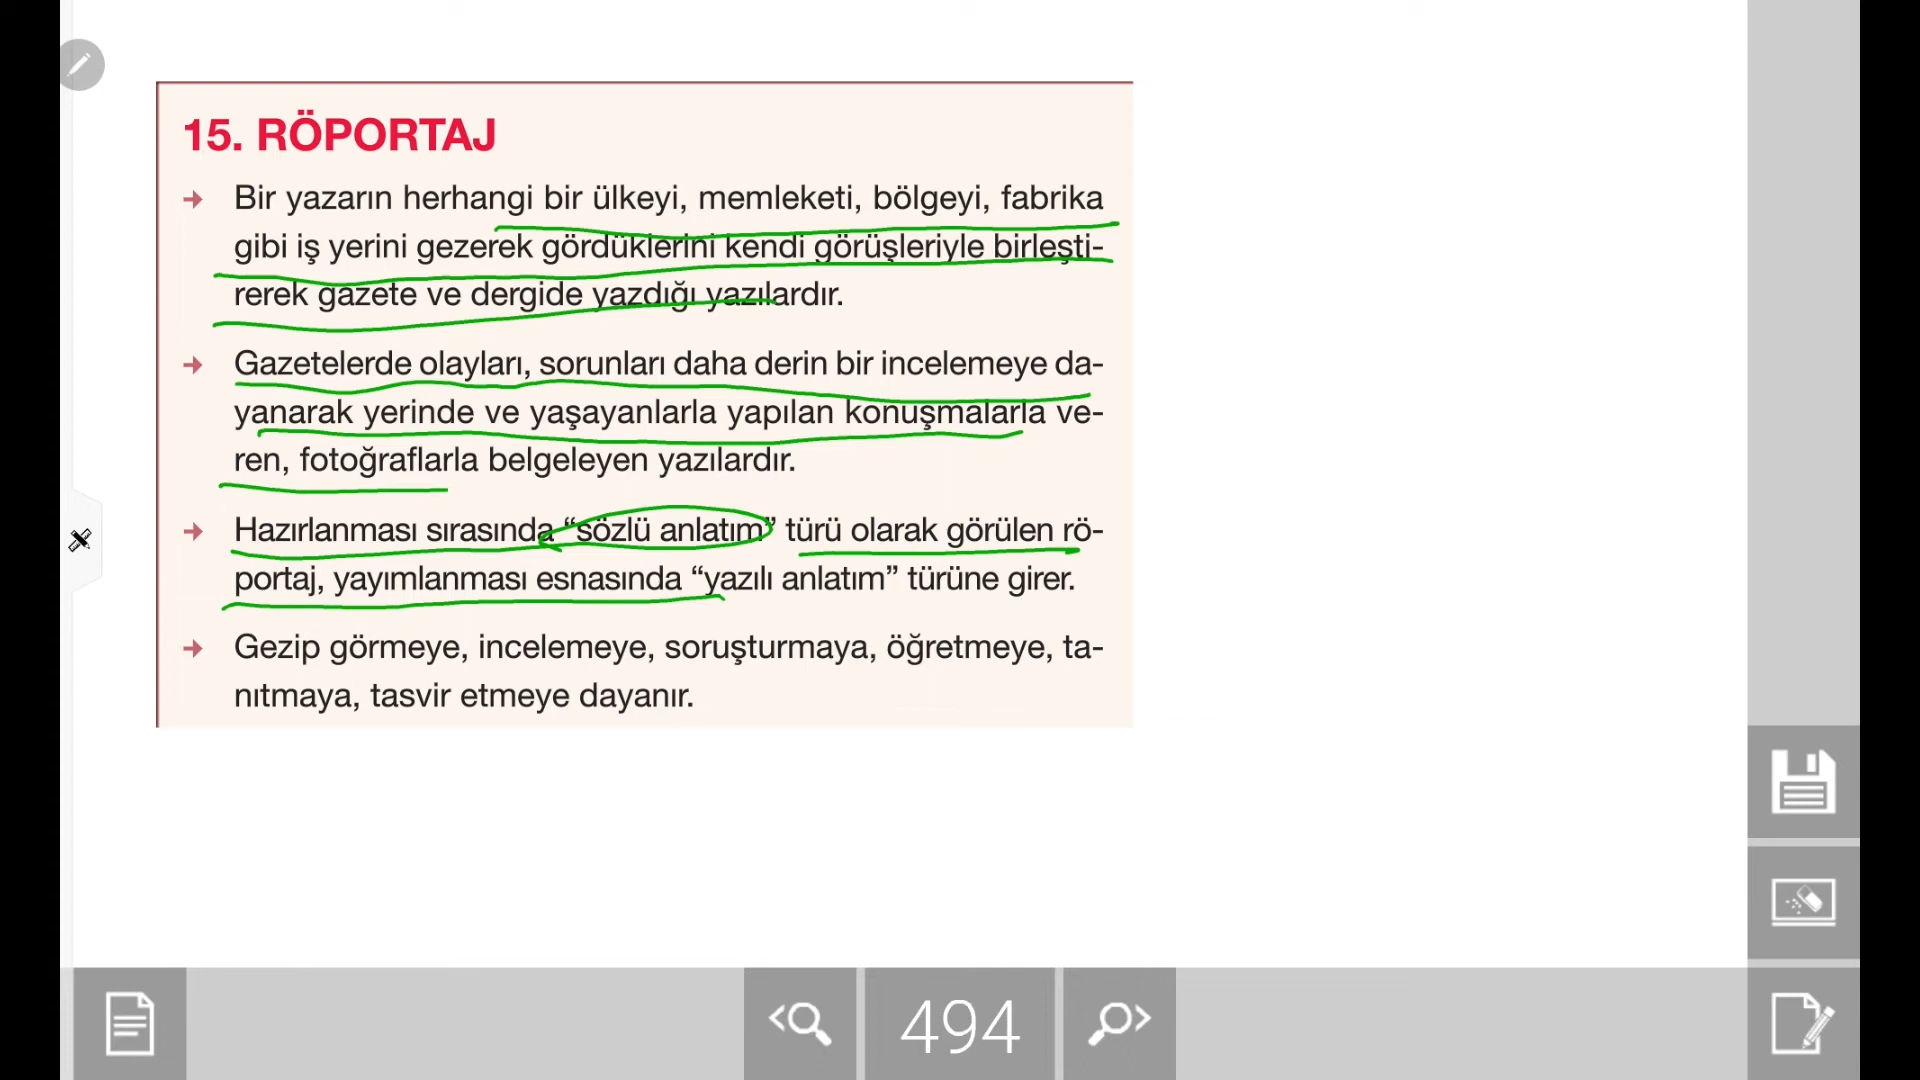 15. RÖPORTAJ
→ Bir yazarın herhangi bir ülkeyi, memleketi, bölgeyi, fabrika
gibi iş yerini gezerek gördüklerini kendi görüşleriyle birleşti-
rerek gazete ve dergide yazdığı yazılardır.
→ Gazetelerde olayları, sorunları daha derin bir incelemeye da-
yanarak yerinde ve yaşayanlarla yapılan konuşmalarla ve-
ren, fotoğraflarla belgeleyen yazılardır.
→ Hazırlanması sırasında “sözlü anlatım” türü olarak görülen rö-
portaj, yayımlanması esnasında “yazılı anlatım” türüne girer.
→ Gezip görmeye, incelemeye, soruşturmaya, öğretmeye, ta-
nıtmaya, tasvir etmeye dayanır.
494